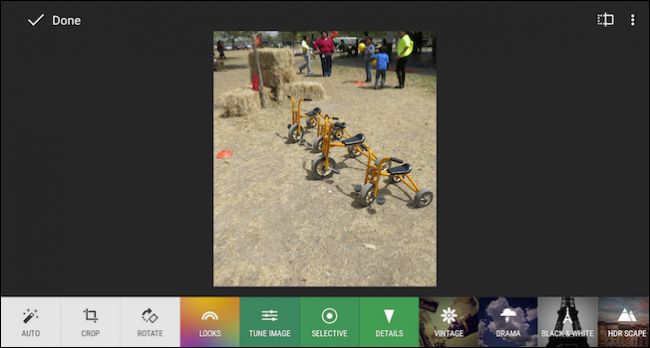 Done
AUTO
CROP
ROTATE
LOOKS
TUNE IMAGE
SELECTIVE
DETAILS
VINTAGE
DRAMA
BLACK & WHITE
HDR SCAPE